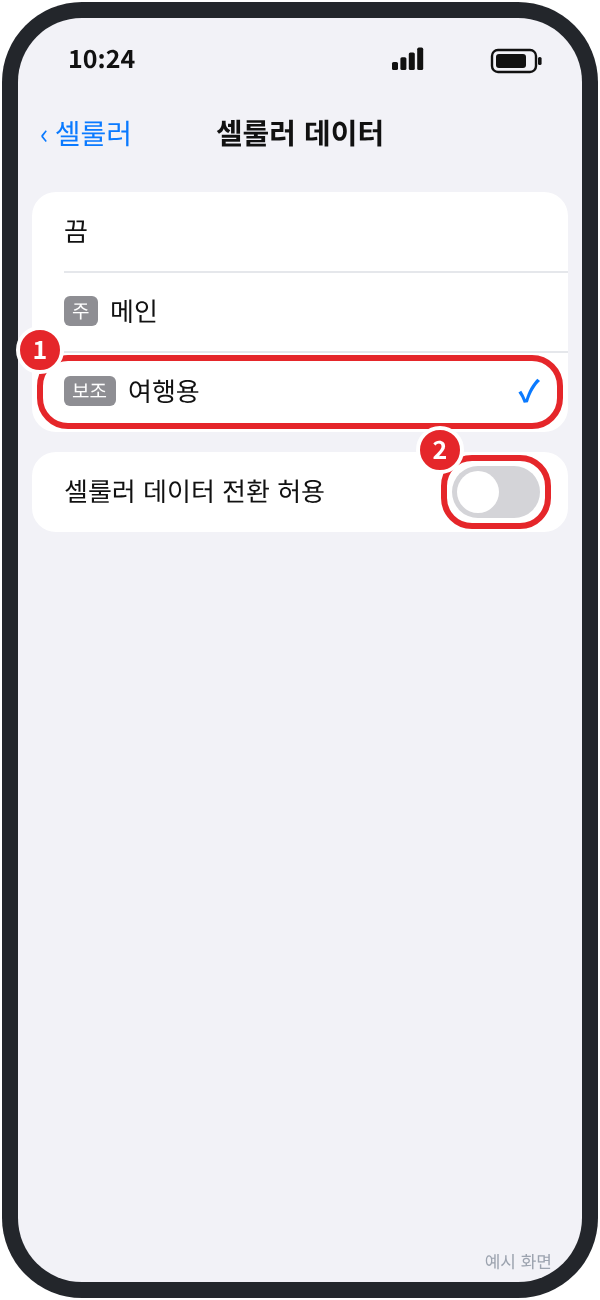 10:24
‹ 셀룰러 셀룰러 데이터
끔
주 메인
1
보조 여행용 ✓
2
셀룰러 데이터 전환 허용
예시 화면